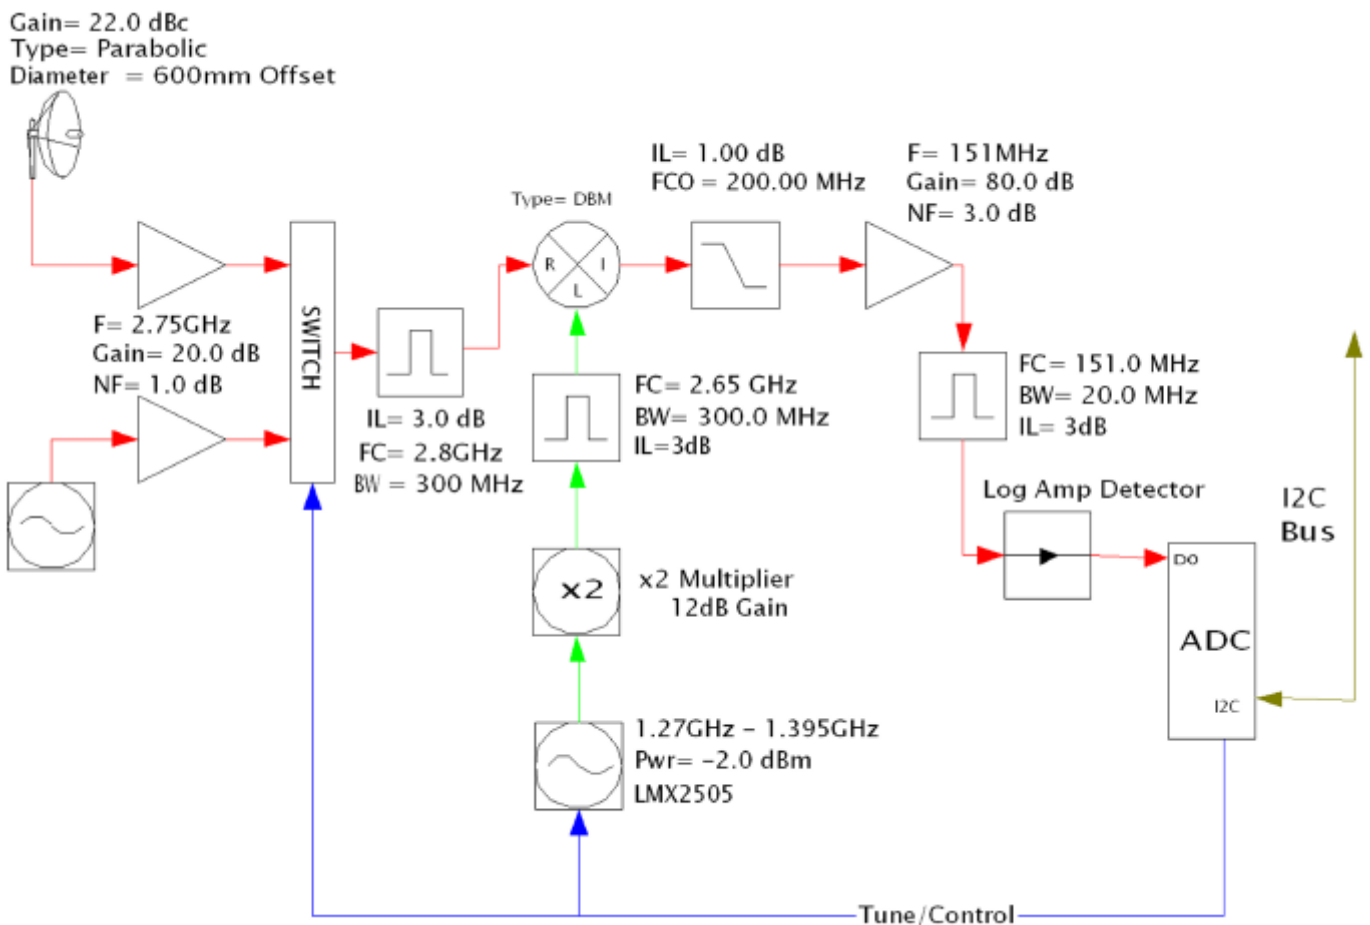 Gain= 22.0 dBc
Type= Parabolic
Diameter = 600mm Offset
IL= 1.00 dB
FCO = 200.00 MHz
F= 151MHz
Gain= 80.0 dB
NF= 3.0 dB
Type= DBM
R
I
L
SWITCH
F= 2.75GHz
Gain= 20.0 dB
NF= 1.0 dB
IL= 3.0 dB
FC= 2.8GHz
BW = 300 MHz
FC= 2.65 GHz
BW= 300.0 MHz
IL=3dB
FC= 151.0 MHz
BW= 20.0 MHz
IL= 3dB
Log Amp Detector
I2C
Bus
D0
ADC
I2C
x2
x2 Multiplier
12dB Gain
1.27GHz - 1.395GHz
Pwr= -2.0 dBm
LMX2505
Tune/Control